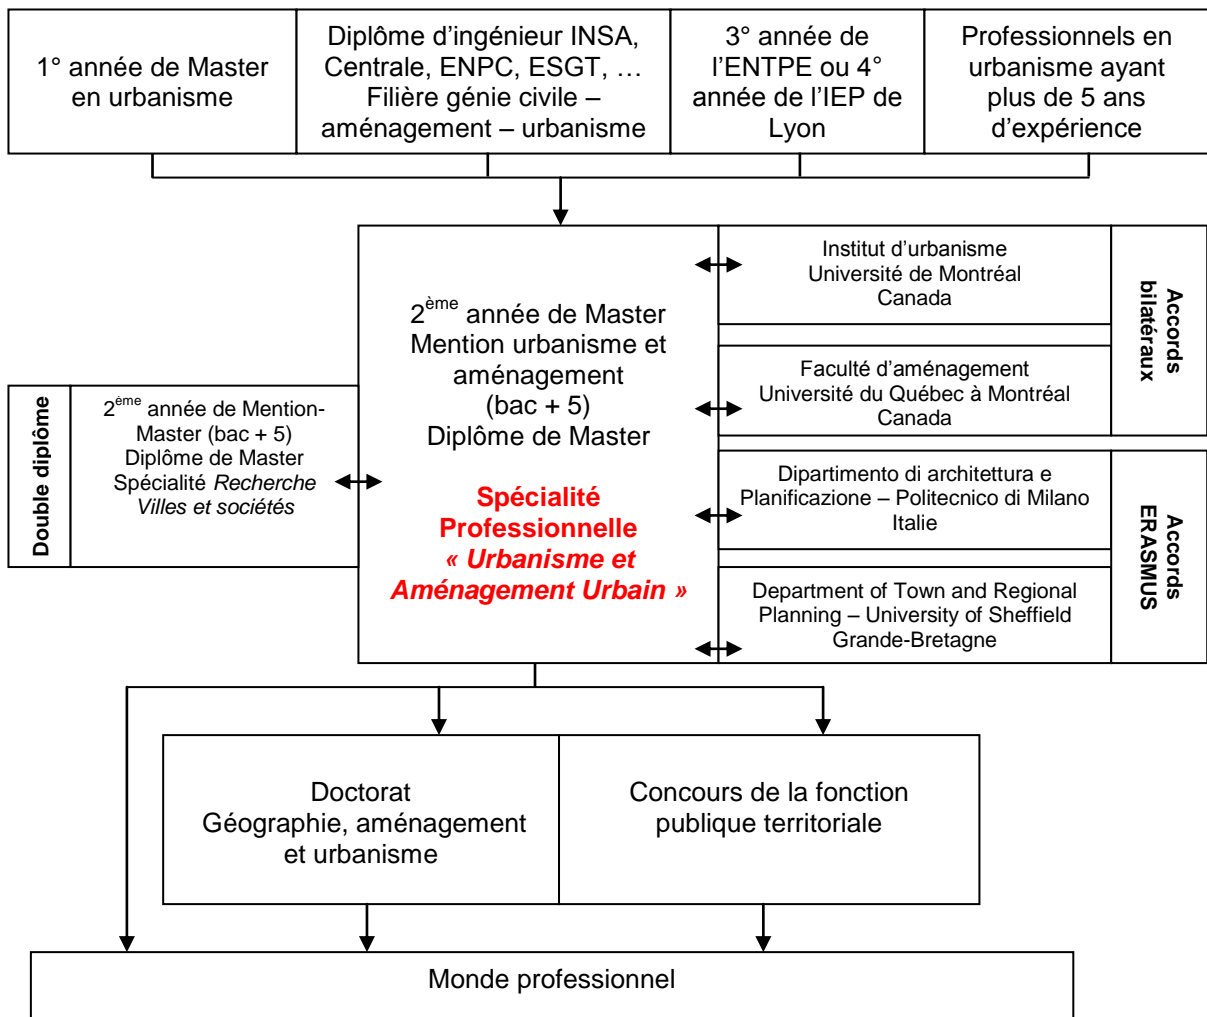 1° année de Master
en urbanisme
Diplôme d'ingénieur INSA,
Centrale, ENPC, ESGT, …
Filière génie civile –
aménagement – urbanisme
3° année de
l'ENTPE ou 4°
année de l'IEP de
Lyon
Professionnels en
urbanisme ayant
plus de 5 ans
d'expérience
Double diplôme
2ème année de Mention-
Master (bac + 5)
Diplôme de Master
Spécialité Recherche
Villes et sociétés
2ème année de Master
Mention urbanisme et
aménagement
(bac + 5)
Diplôme de Master
Spécialité
Professionnelle
« Urbanisme et
Aménagement Urbain »
Institut d'urbanisme
Université de Montréal
Canada
Faculté d'aménagement
Université du Québec à Montréal
Canada
Accords
bilatéraux
Dipartimento di architettura e
Planificazione – Politecnico di Milano
Italie
Department of Town and Regional
Planning – University of Sheffield
Grande-Bretagne
Accords
ERASMUS
Doctorat
Géographie, aménagement
et urbanisme
Concours de la fonction
publique territoriale
Monde professionnel